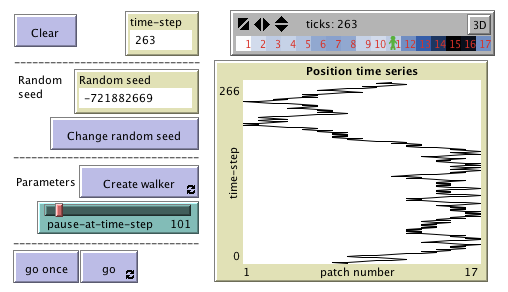 Clear
time-step
263
ticks: 263
3D
1 2 3 4 5 6 7 8 9 10 11 12 13 14 15 16 17
Random seed
Random seed
-721882669
Change random seed
Parameters
Create walker
pause-at-time-step 101
go once
go
Position time series
266
time-step
0
1
patch number
17